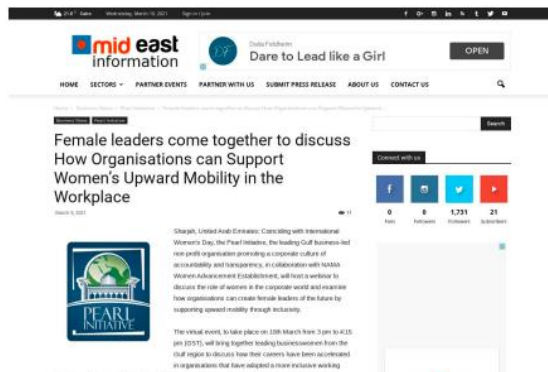 Wednesday, March 10, 2021
Sign in / Join
mid east
information
Dalia Feldheim
Dare to Lead like a Girl
OPEN
HOME SECTORS PARTNER EVENTS PARTNER WITH US SUBMIT PRESS RELEASE ABOUT US CONTACT US
Business News Pearl Initiative
Female leaders come together to discuss
How Organisations can Support
Women's Upward Mobility in the
Workplace
March 9, 2021
Search
Connect with us
0 0 1,731 21
Fans Followers Followers Subscribers
PEARL
INITIATIVE
Sharjah, United Arab Emirates: Coinciding with International
Women's Day, the Pearl Initiative, the leading Gulf business-led
non-profit organisation promoting a corporate culture of
accountability and transparency, in collaboration with NAMA
Women Advancement Establishment, will host a webinar to
discuss the role of women in the corporate world and examine
how organisations can create female leaders of the future by
supporting upward mobility through inclusivity.
The virtual event, to take place on
March from 3 pm to 4:15
pm (GST), will bring together leading businesswomen from the
Gulf region to discuss how their careers have been accelerated
in organisations that have adopted a more inclusive working